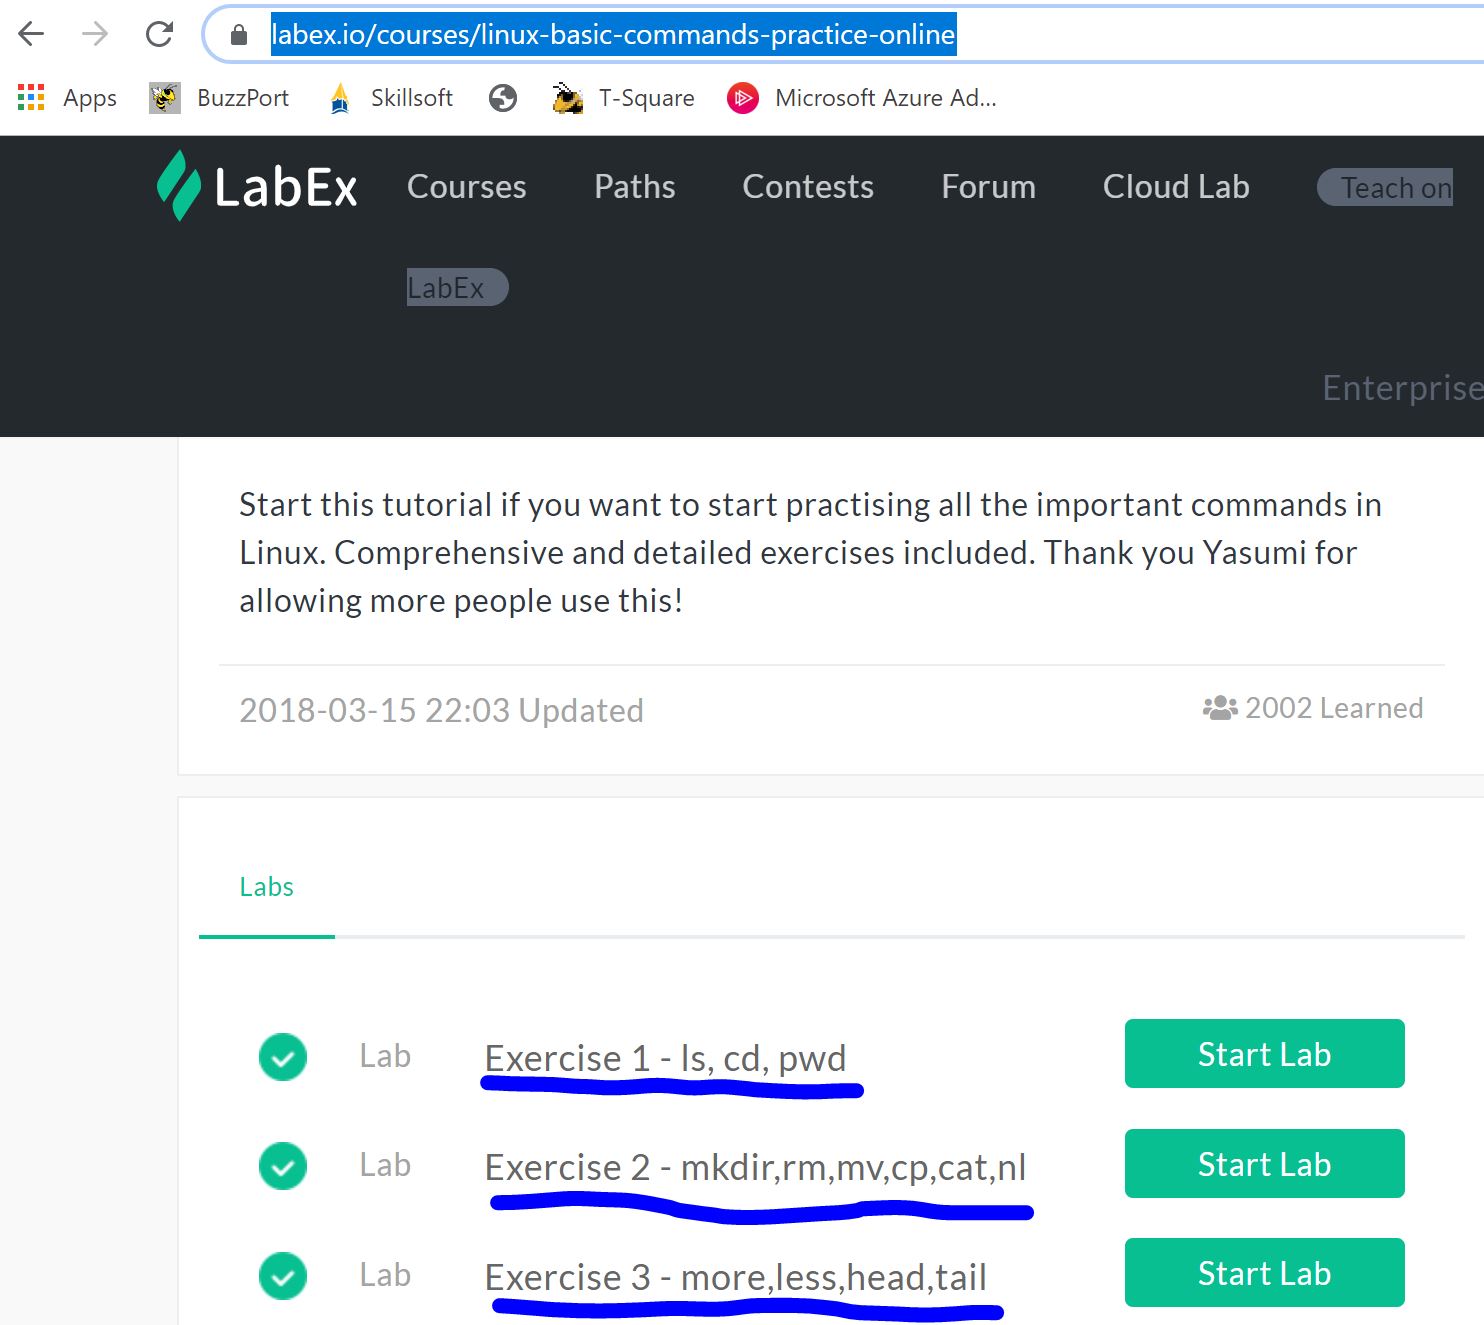 labex.io/courses/linux-basic-commands-practice-online
Apps BuzzPort Skillsoft T-Square Microsoft Azure Ad...
LabEx Courses Paths Contests Forum Cloud Lab Teach on
LabEx
Enterprise
Start this tutorial if you want to start practising all the important commands in
Linux. Comprehensive and detailed exercises included. Thank you Yasumi for
allowing more people use this!
2018-03-15 22:03 Updated 2002 Learned
Labs
Lab Exercise 1 - ls, cd, pwd Start Lab
Lab Exercise 2 - mkdir,rm,mv,cp,cat,nl Start Lab
Lab Exercise 3 - more,less,head,tail Start Lab